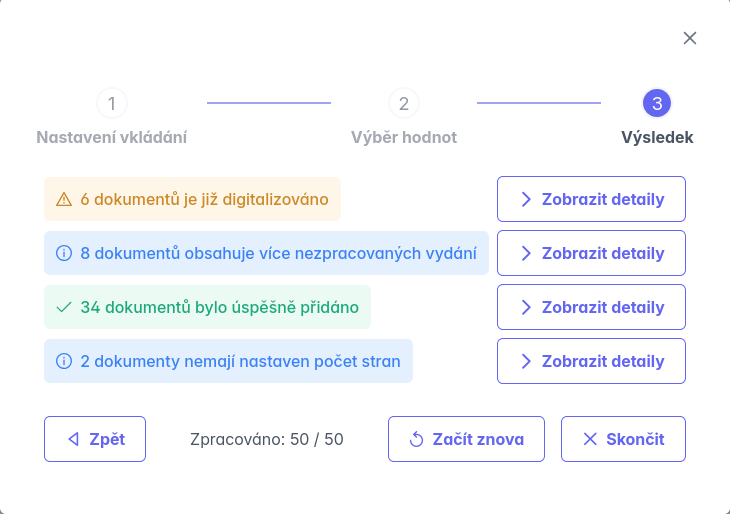 1 2 3
Nastavení vkládání Výběr hodnot Výsledek
6 dokumentů je již digitalizováno Zobrazit detaily
8 dokumentů obsahuje více nezpracovaných vydání Zobrazit detaily
34 dokumentů bylo úspěšně přidáno Zobrazit detaily
2 dokumenty nemají nastaven počet stran Zobrazit detaily
Zpět Zpracováno: 50 / 50 Začít znova Skončit